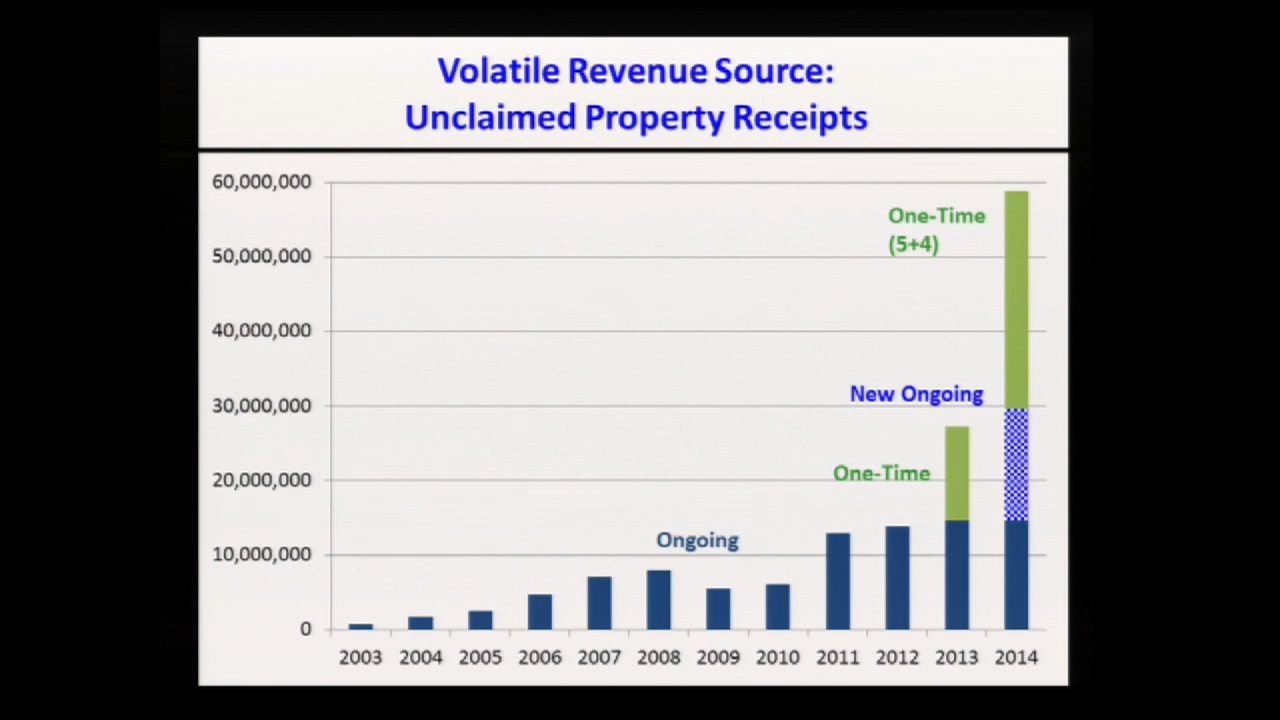 Volatile Revenue Source:
Unclaimed Property Receipts
60,000,000
50,000,000
40,000,000
30,000,000
20,000,000
10,000,000
0
One-Time
(5+4)
New Ongoing
One-Time
Ongoing
2003 2004 2005 2006 2007 2008 2009 2010 2011 2012 2013 2014